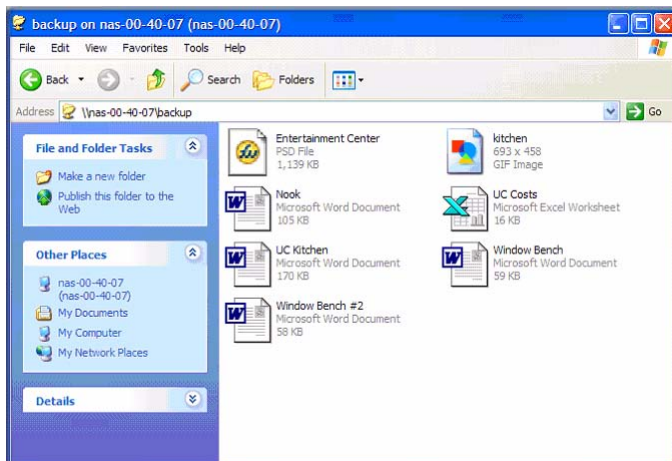 backup on nas-00-40-07 (nas-00-40-07)
File Edit View Favorites Tools Help
Back Search Folders
Address \\nas-00-40-07\backup Go
File and Folder Tasks
Make a new folder
Publish this folder to the
Web
Other Places
nas-00-40-07
(nas-00-40-07)
My Documents
My Computer
My Network Places
Details
Entertainment Center
PSD File
1,139 KB
kitchen
693 x 458
GIF Image
Nook
Microsoft Word Document
105 KB
UC Costs
Microsoft Excel Worksheet
16 KB
UC Kitchen
Microsoft Word Document
170 KB
Window Bench
Microsoft Word Document
59 KB
Window Bench #2
Microsoft Word Document
58 KB